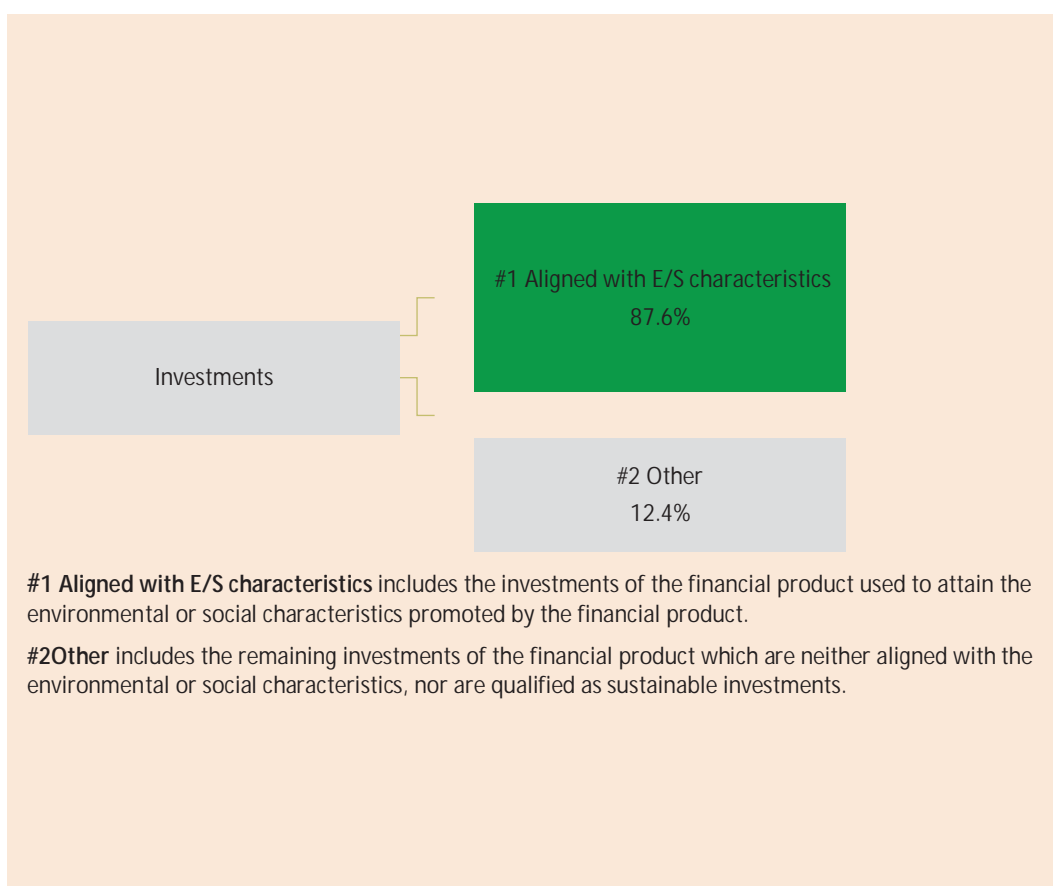 #1 Aligned with E/S characteristics
87.6%
Investments
#2 Other
12.4%
#1 Aligned with E/S characteristics includes the investments of the financial product used to attain the
environmental or social characteristics promoted by the financial product.
#2Other includes the remaining investments of the financial product which are neither aligned with the
environmental or social characteristics, nor are qualified as sustainable investments.